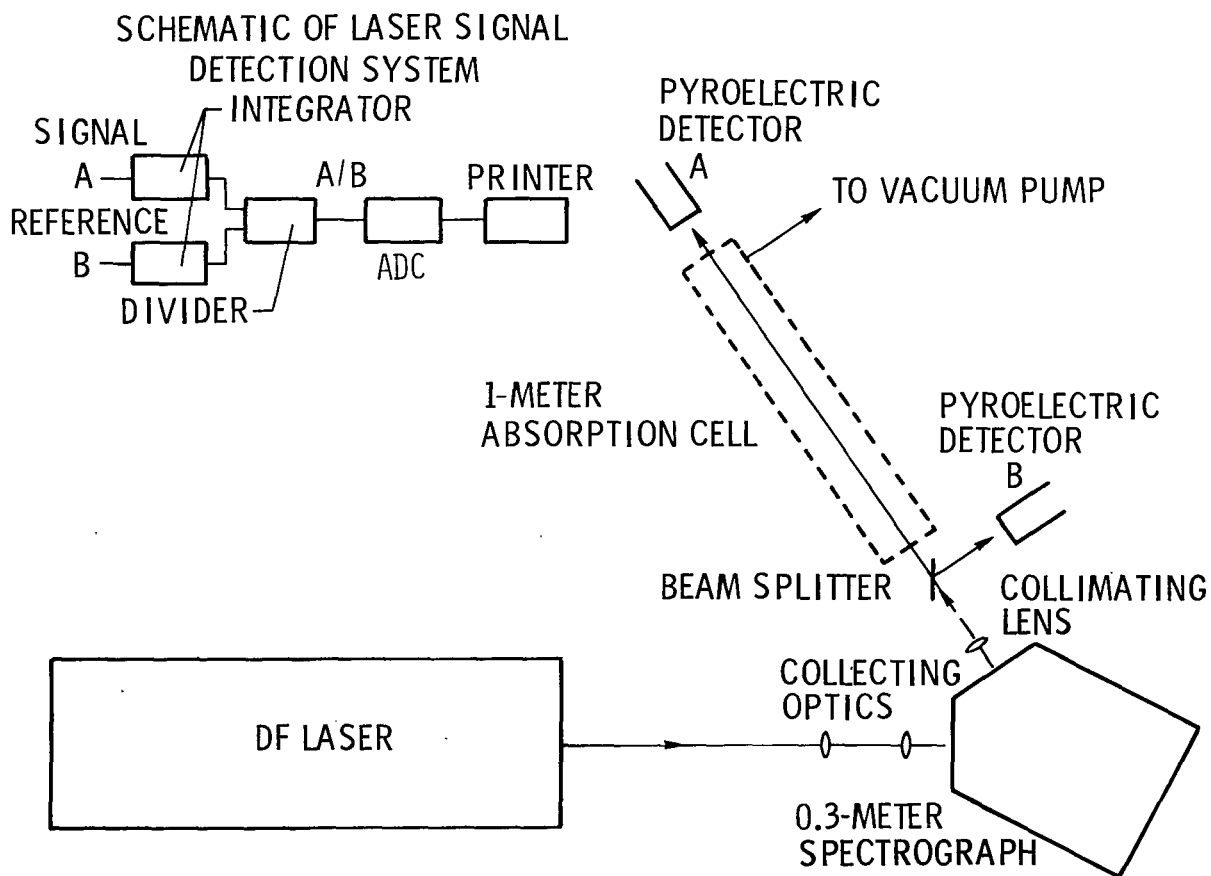 SCHEMATIC OF LASER SIGNAL
DETECTION SYSTEM
INTEGRATOR
SIGNAL
A
A/B
PRINTER
REFERENCE
B
ADC
DIVIDER
PYROELECTRIC
DETECTOR
A
TO VACUUM PUMP
1-METER
ABSORPTION CELL
PYROELECTRIC
DETECTOR
B
BEAM SPLITTER
COLLIMATING
LENS
COLLECTING
OPTICS
DF LASER
0.3-METER
SPECTROGRAPH